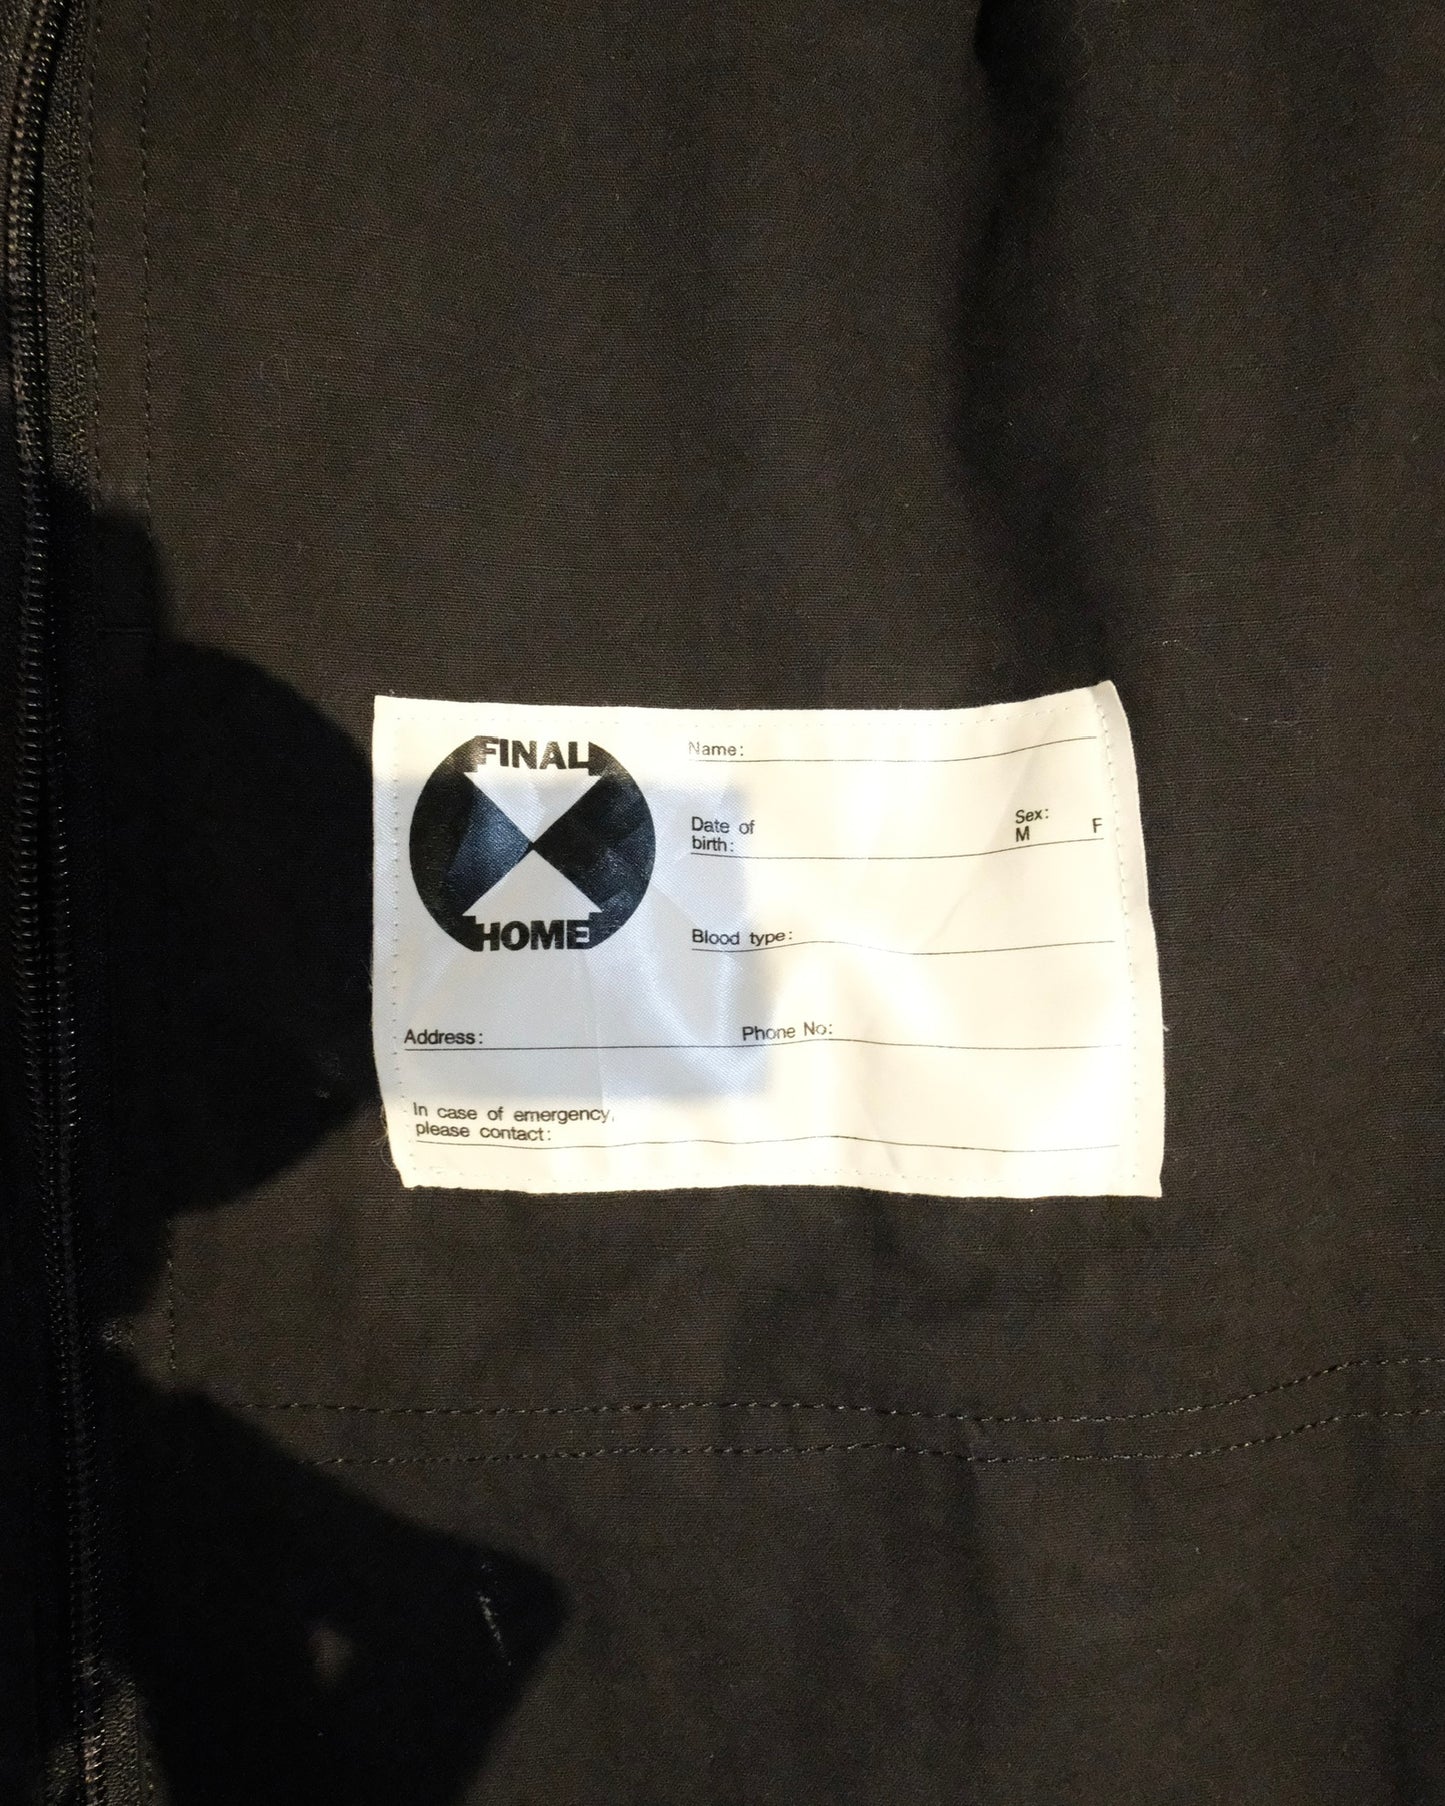 FINAL
HOME
Name:
Date of
birth:
Sex:
M F
Blood type:
Address:
Phone No:
In case of emergency,
please contact: